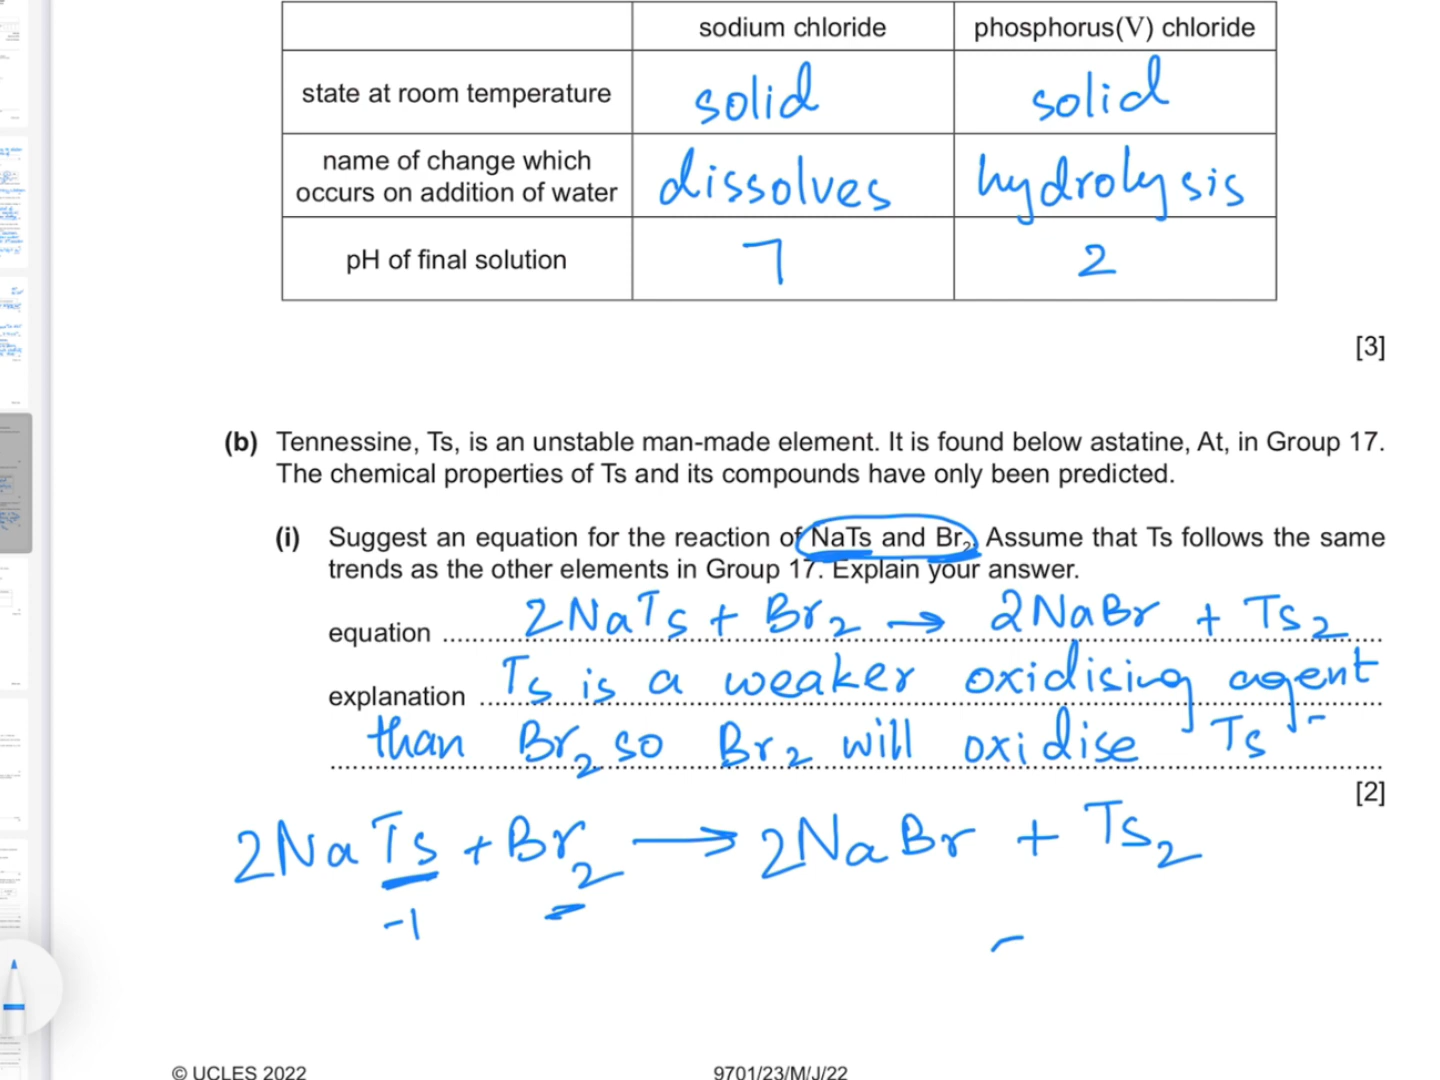 sodium chloride phosphorus(V) chloride
state at room temperature solid solid
name of change which occurs on addition of water dissolves hydrolysis
pH of final solution 7 2
[3]
(b) Tennessine, Ts, is an unstable man-made element. It is found below astatine, At, in Group 17.
The chemical properties of Ts and its compounds have only been predicted.
(i) Suggest an equation for the reaction of NaTs and Br₂. Assume that Ts follows the same
trends as the other elements in Group 17. Explain your answer.
equation 2NaTs + Br₂ → 2NaBr + Ts₂
explanation Ts is a weaker oxidising agent
than Br₂ so Br₂ will oxidise Ts⁻
[2]
2NaTs + Br₂ → 2NaBr + Ts₂
-1
© UCLES 2022 9701/23/M/J/22